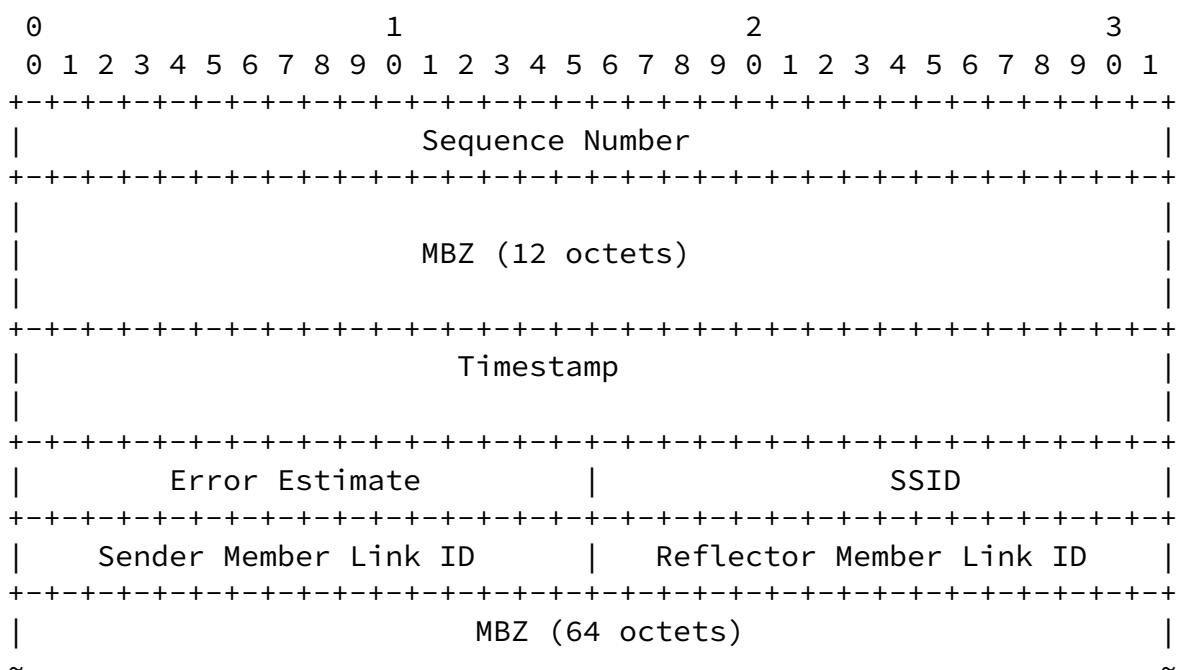 0                   1                   2                   3
 0 1 2 3 4 5 6 7 8 9 0 1 2 3 4 5 6 7 8 9 0 1 2 3 4 5 6 7 8 9 0 1
+-+-+-+-+-+-+-+-+-+-+-+-+-+-+-+-+-+-+-+-+-+-+-+-+-+-+-+-+-+-+-+-+
|                      Sequence Number                          |
+-+-+-+-+-+-+-+-+-+-+-+-+-+-+-+-+-+-+-+-+-+-+-+-+-+-+-+-+-+-+-+-+
|                                                               |
|                      MBZ (12 octets)                          |
|                                                               |
+-+-+-+-+-+-+-+-+-+-+-+-+-+-+-+-+-+-+-+-+-+-+-+-+-+-+-+-+-+-+-+-+
|                        Timestamp                              |
|                                                               |
+-+-+-+-+-+-+-+-+-+-+-+-+-+-+-+-+-+-+-+-+-+-+-+-+-+-+-+-+-+-+-+-+
|        Error Estimate         |                SSID           |
+-+-+-+-+-+-+-+-+-+-+-+-+-+-+-+-+-+-+-+-+-+-+-+-+-+-+-+-+-+-+-+-+
|    Sender Member Link ID      |   Reflector Member Link ID    |
+-+-+-+-+-+-+-+-+-+-+-+-+-+-+-+-+-+-+-+-+-+-+-+-+-+-+-+-+-+-+-+-+
|                         MBZ (64 octets)                       |
~                                                               ~